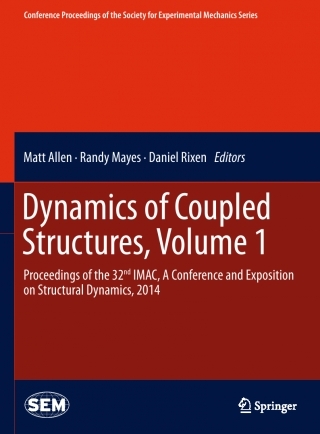 Conference Proceedings of the Society for Experimental Mechanics Series
Matt Allen · Randy Mayes · Daniel Rixen Editors
Dynamics of Coupled
Structures, Volume 1
Proceedings of the 32nd IMAC, A Conference and Exposition
on Structural Dynamics, 2014
SEM
Springer